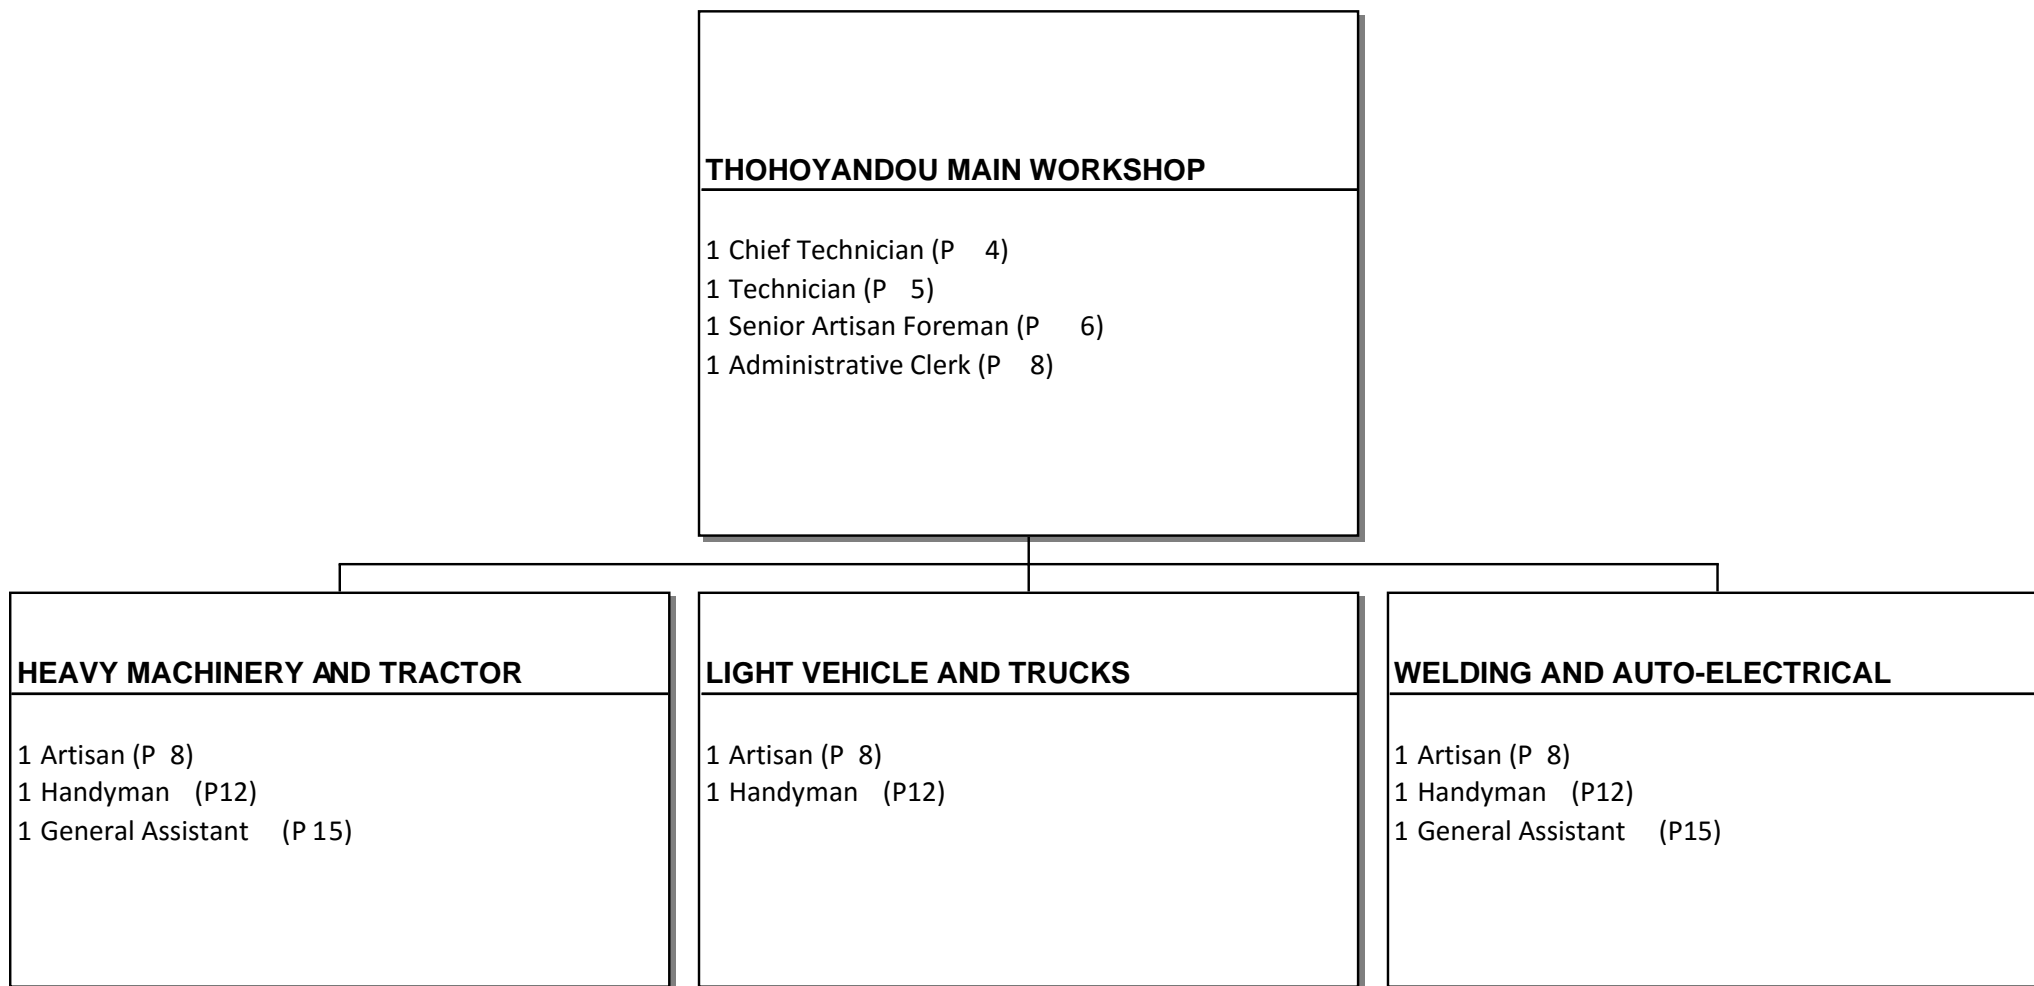 THOHOYANDOU MAIN WORKSHOP
1 Chief Technician (P 4)
1 Technician (P 5)
1 Senior Artisan Foreman (P 6)
1 Administrative Clerk (P 8)
HEAVY MACHINERY AND TRACTOR
1 Artisan (P 8)
1 Handyman (P12)
1 General Assistant (P 15)
LIGHT VEHICLE AND TRUCKS
1 Artisan (P 8)
1 Handyman (P12)
WELDING AND AUTO-ELECTRICAL
1 Artisan (P 8)
1 Handyman (P12)
1 General Assistant (P15)